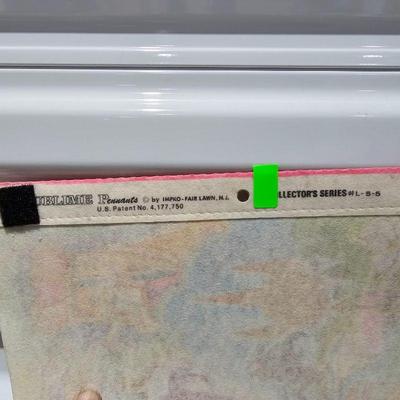 Pennants © by IMPKO-FAIR LAWN, N.J.
U.S. Patent No. 4,177,750
LLECTOR'S SERIES #L-S-5